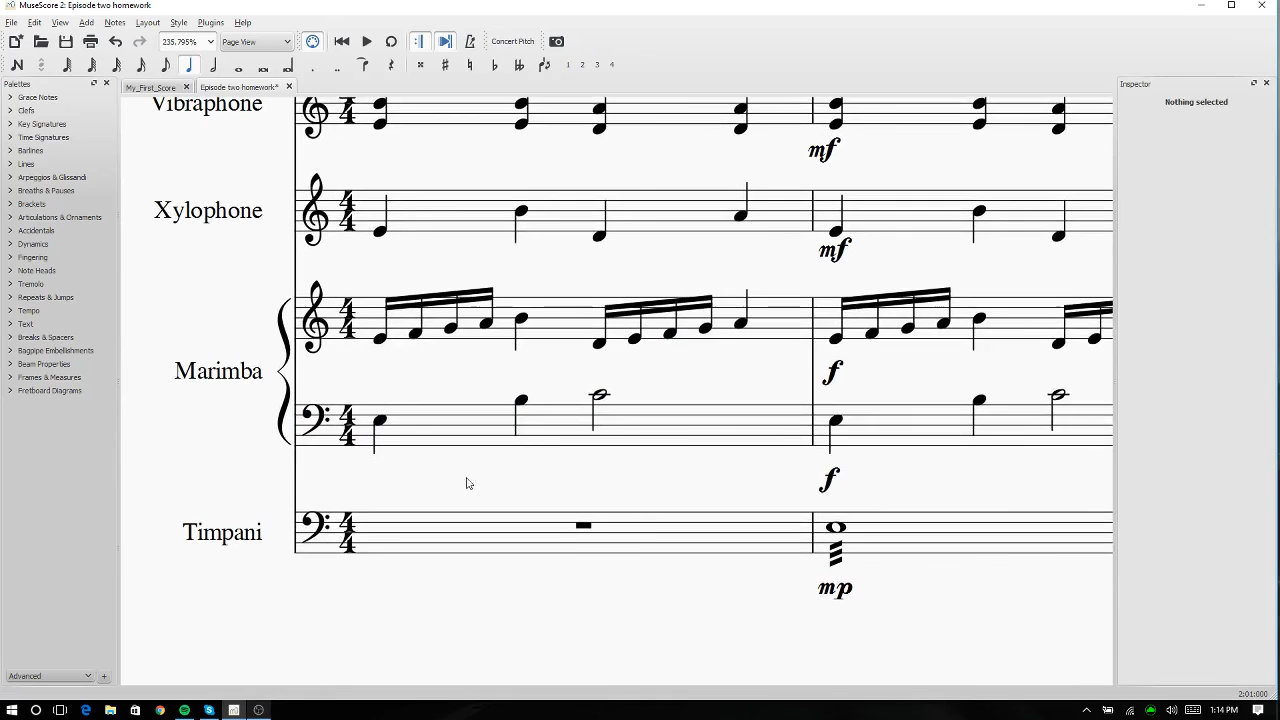 MuseScore 2: Episode two homework
File Edit View Add Notes Layout Style Plugins Help
235.795% Page View Concert Pitch
1 2 3 4
Palettes
My_First_Score Episode two homework*
Inspector
Nothing selected
Grace Notes
Clefs
Key Signatures
Time Signatures
Barlines
Lines
Arpeggios & Glissandi
Breaths & Pauses
Brackets
Articulations & Ornaments
Accidentals
Dynamics
Fingering
Note Heads
Tremolo
Repeats & Jumps
Tempo
Text
Breaks & Spacers
Bagpipe Embellishments
Beam Properties
Frames & Measures
Fretboard Diagrams
Advanced
Vibraphone
mf
Xylophone
mf
Marimba
f
f
Timpani
mp
2:01:000
1:14 PM